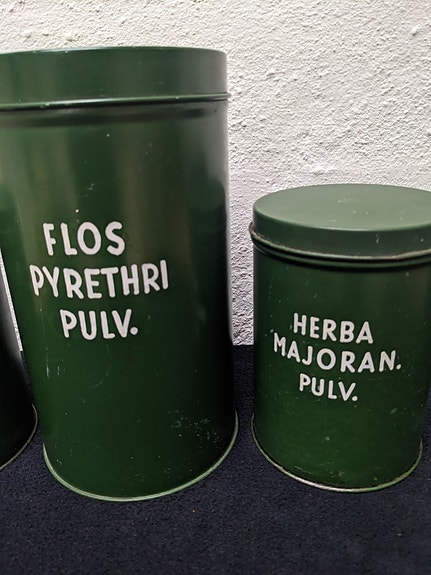 FLOS
PYRETHRI
PULV.
HERBA
MAJORAN.
PULV.